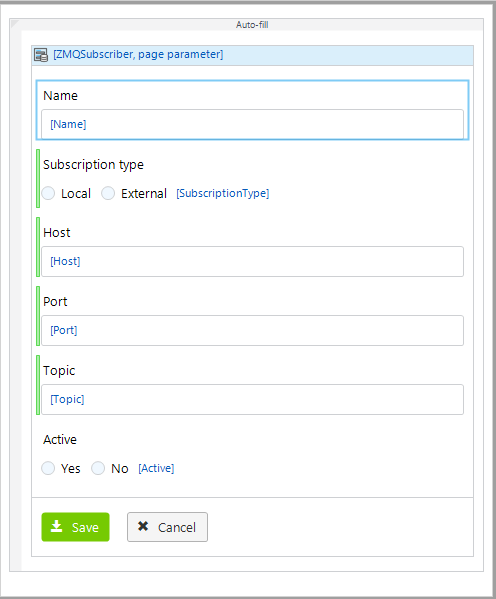 Auto-fill
[ZMQSubscriber, page parameter]
Name
[Name]
Subscription type
Local External [SubscriptionType]
Host
[Host]
Port
[Port]
Topic
[Topic]
Active
Yes No [Active]
Save Cancel